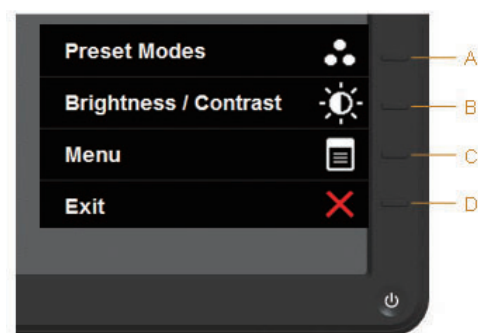 Preset Modes
A
Brightness / Contrast
B
Menu
C
Exit
D